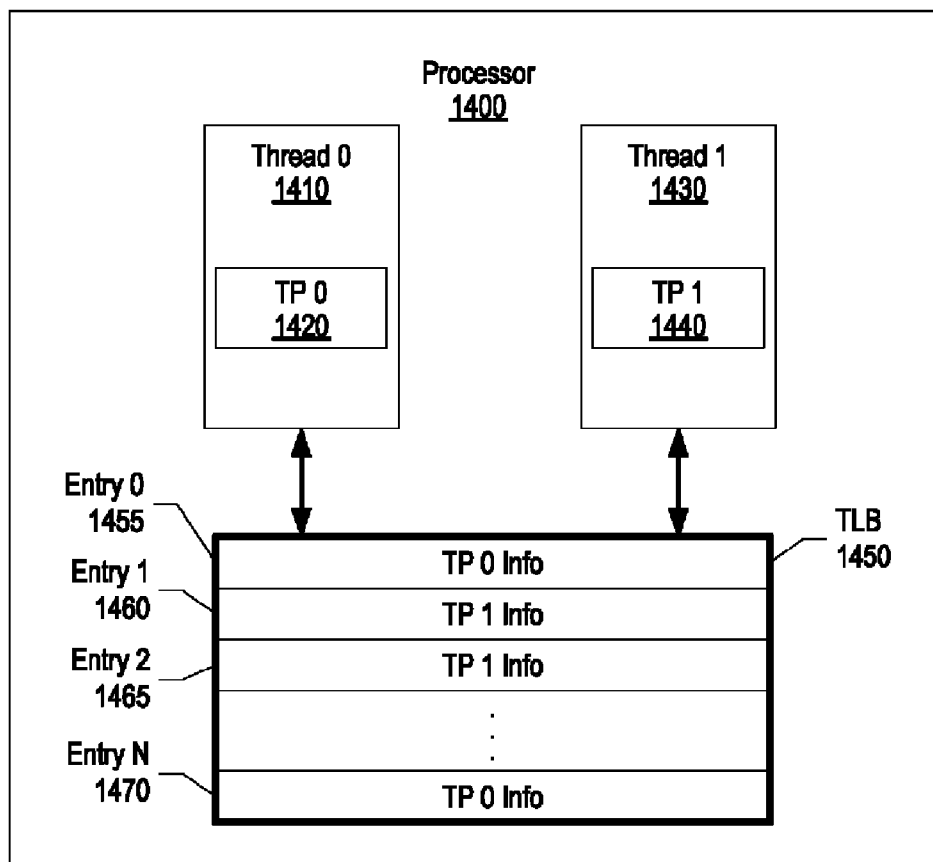 Processor
1400
Thread 0
1410
Thread 1
1430
TP 0
1420
TP 1
1440
Entry 0
1455
TLB
1450
TP 0 Info
Entry 1
1460
TP 1 Info
Entry 2
1465
TP 1 Info
.
.
.
Entry N
1470
TP 0 Info